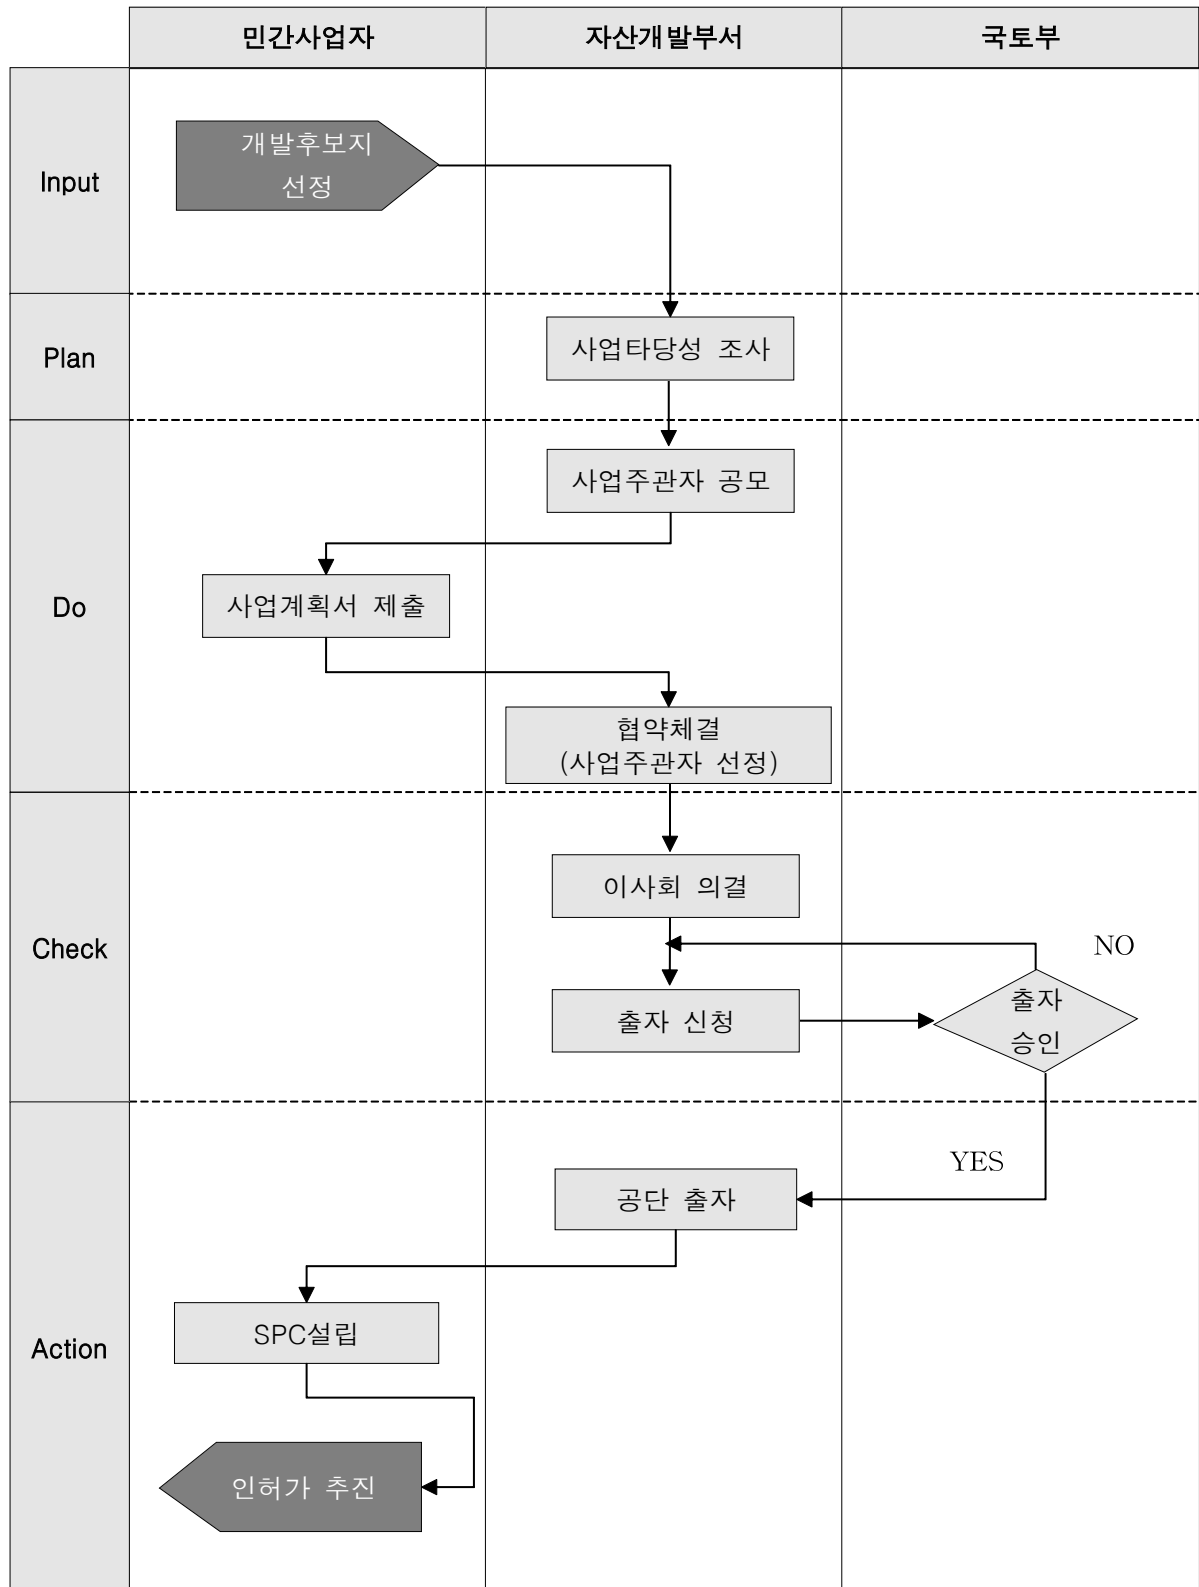 민간사업자
자산개발부서
국토부
Input
개발후보지
선정
Plan
사업타당성 조사
Do
사업주관자 공모
사업계획서 제출
협약체결
(사업주관자 선정)
Check
이사회 의결
NO
출자 신청
출자
승인
Action
YES
공단 출자
SPC설립
인허가 추진